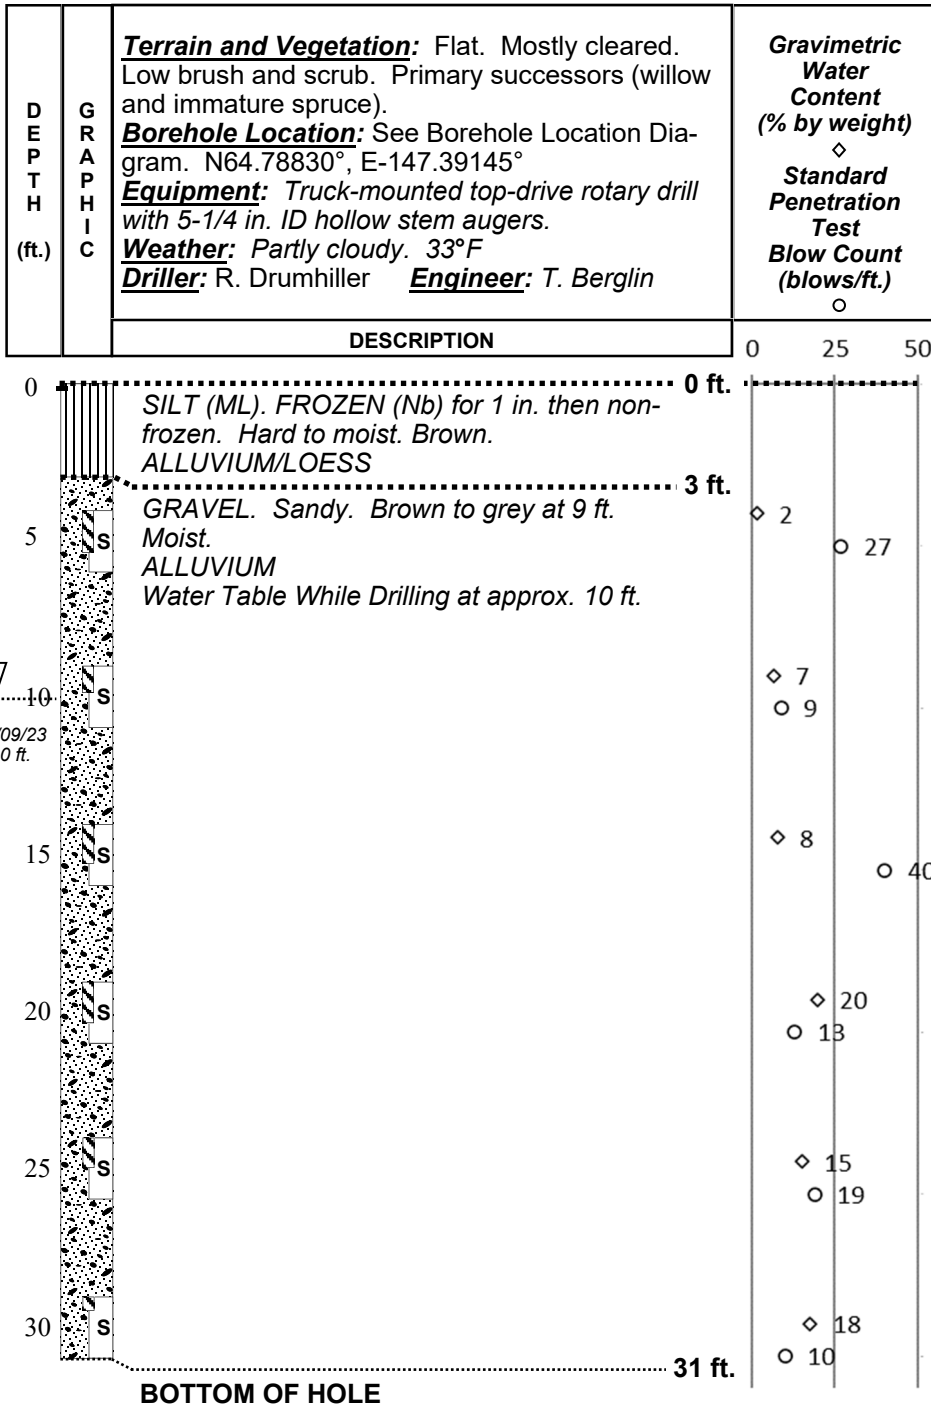 DEPTH
(ft.)
GRAPHIC
Terrain and Vegetation: Flat. Mostly cleared.
Low brush and scrub. Primary successors (willow
and immature spruce).
Borehole Location: See Borehole Location Dia-
gram. N64.78830°, E-147.39145°
Equipment: Truck-mounted top-drive rotary drill
with 5-1/4 in. ID hollow stem augers.
Weather: Partly cloudy. 33°F
Driller: R. Drumhiller Engineer: T. Berglin
Gravimetric
Water
Content
(% by weight)
Standard
Penetration
Test
Blow Count
(blows/ft.)
DESCRIPTION
0 25 50
0
0 ft.
SILT (ML). FROZEN (Nb) for 1 in. then non-
frozen. Hard to moist. Brown.
ALLUVIUM/LOESS
3 ft.
GRAVEL. Sandy. Brown to grey at 9 ft.
Moist.
ALLUVIUM
Water Table While Drilling at approx. 10 ft.
2
5 S
27
7
10 S
9
/09/23
0 ft.
8
15 S
40
20
20 S
13
15
25 S
19
18
30 S
10
31 ft.
BOTTOM OF HOLE